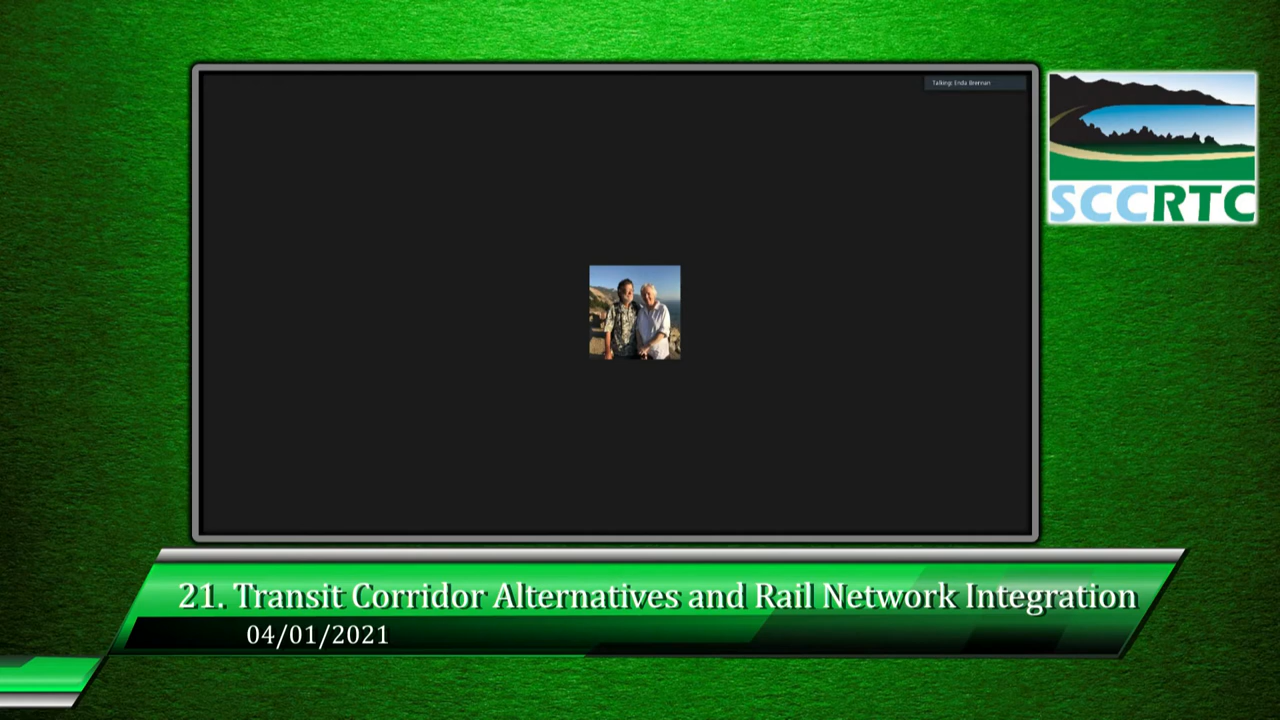 Talking: Enda Brennan
SCCRTC
21. Transit Corridor Alternatives and Rail Network Integration
04/01/2021